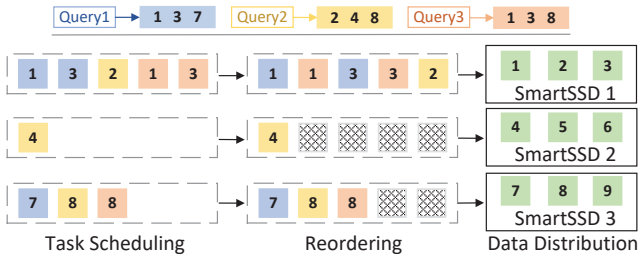 Query1 1 3 7 Query2 2 4 8 Query3 1 3 8
1 3 2 1 3 1 1 3 3 2 1 2 3
SmartSSD 1
4 4 4 5 6
SmartSSD 2
7 8 8 7 8 8 7 8 9
SmartSSD 3
Task Scheduling Reordering Data Distribution